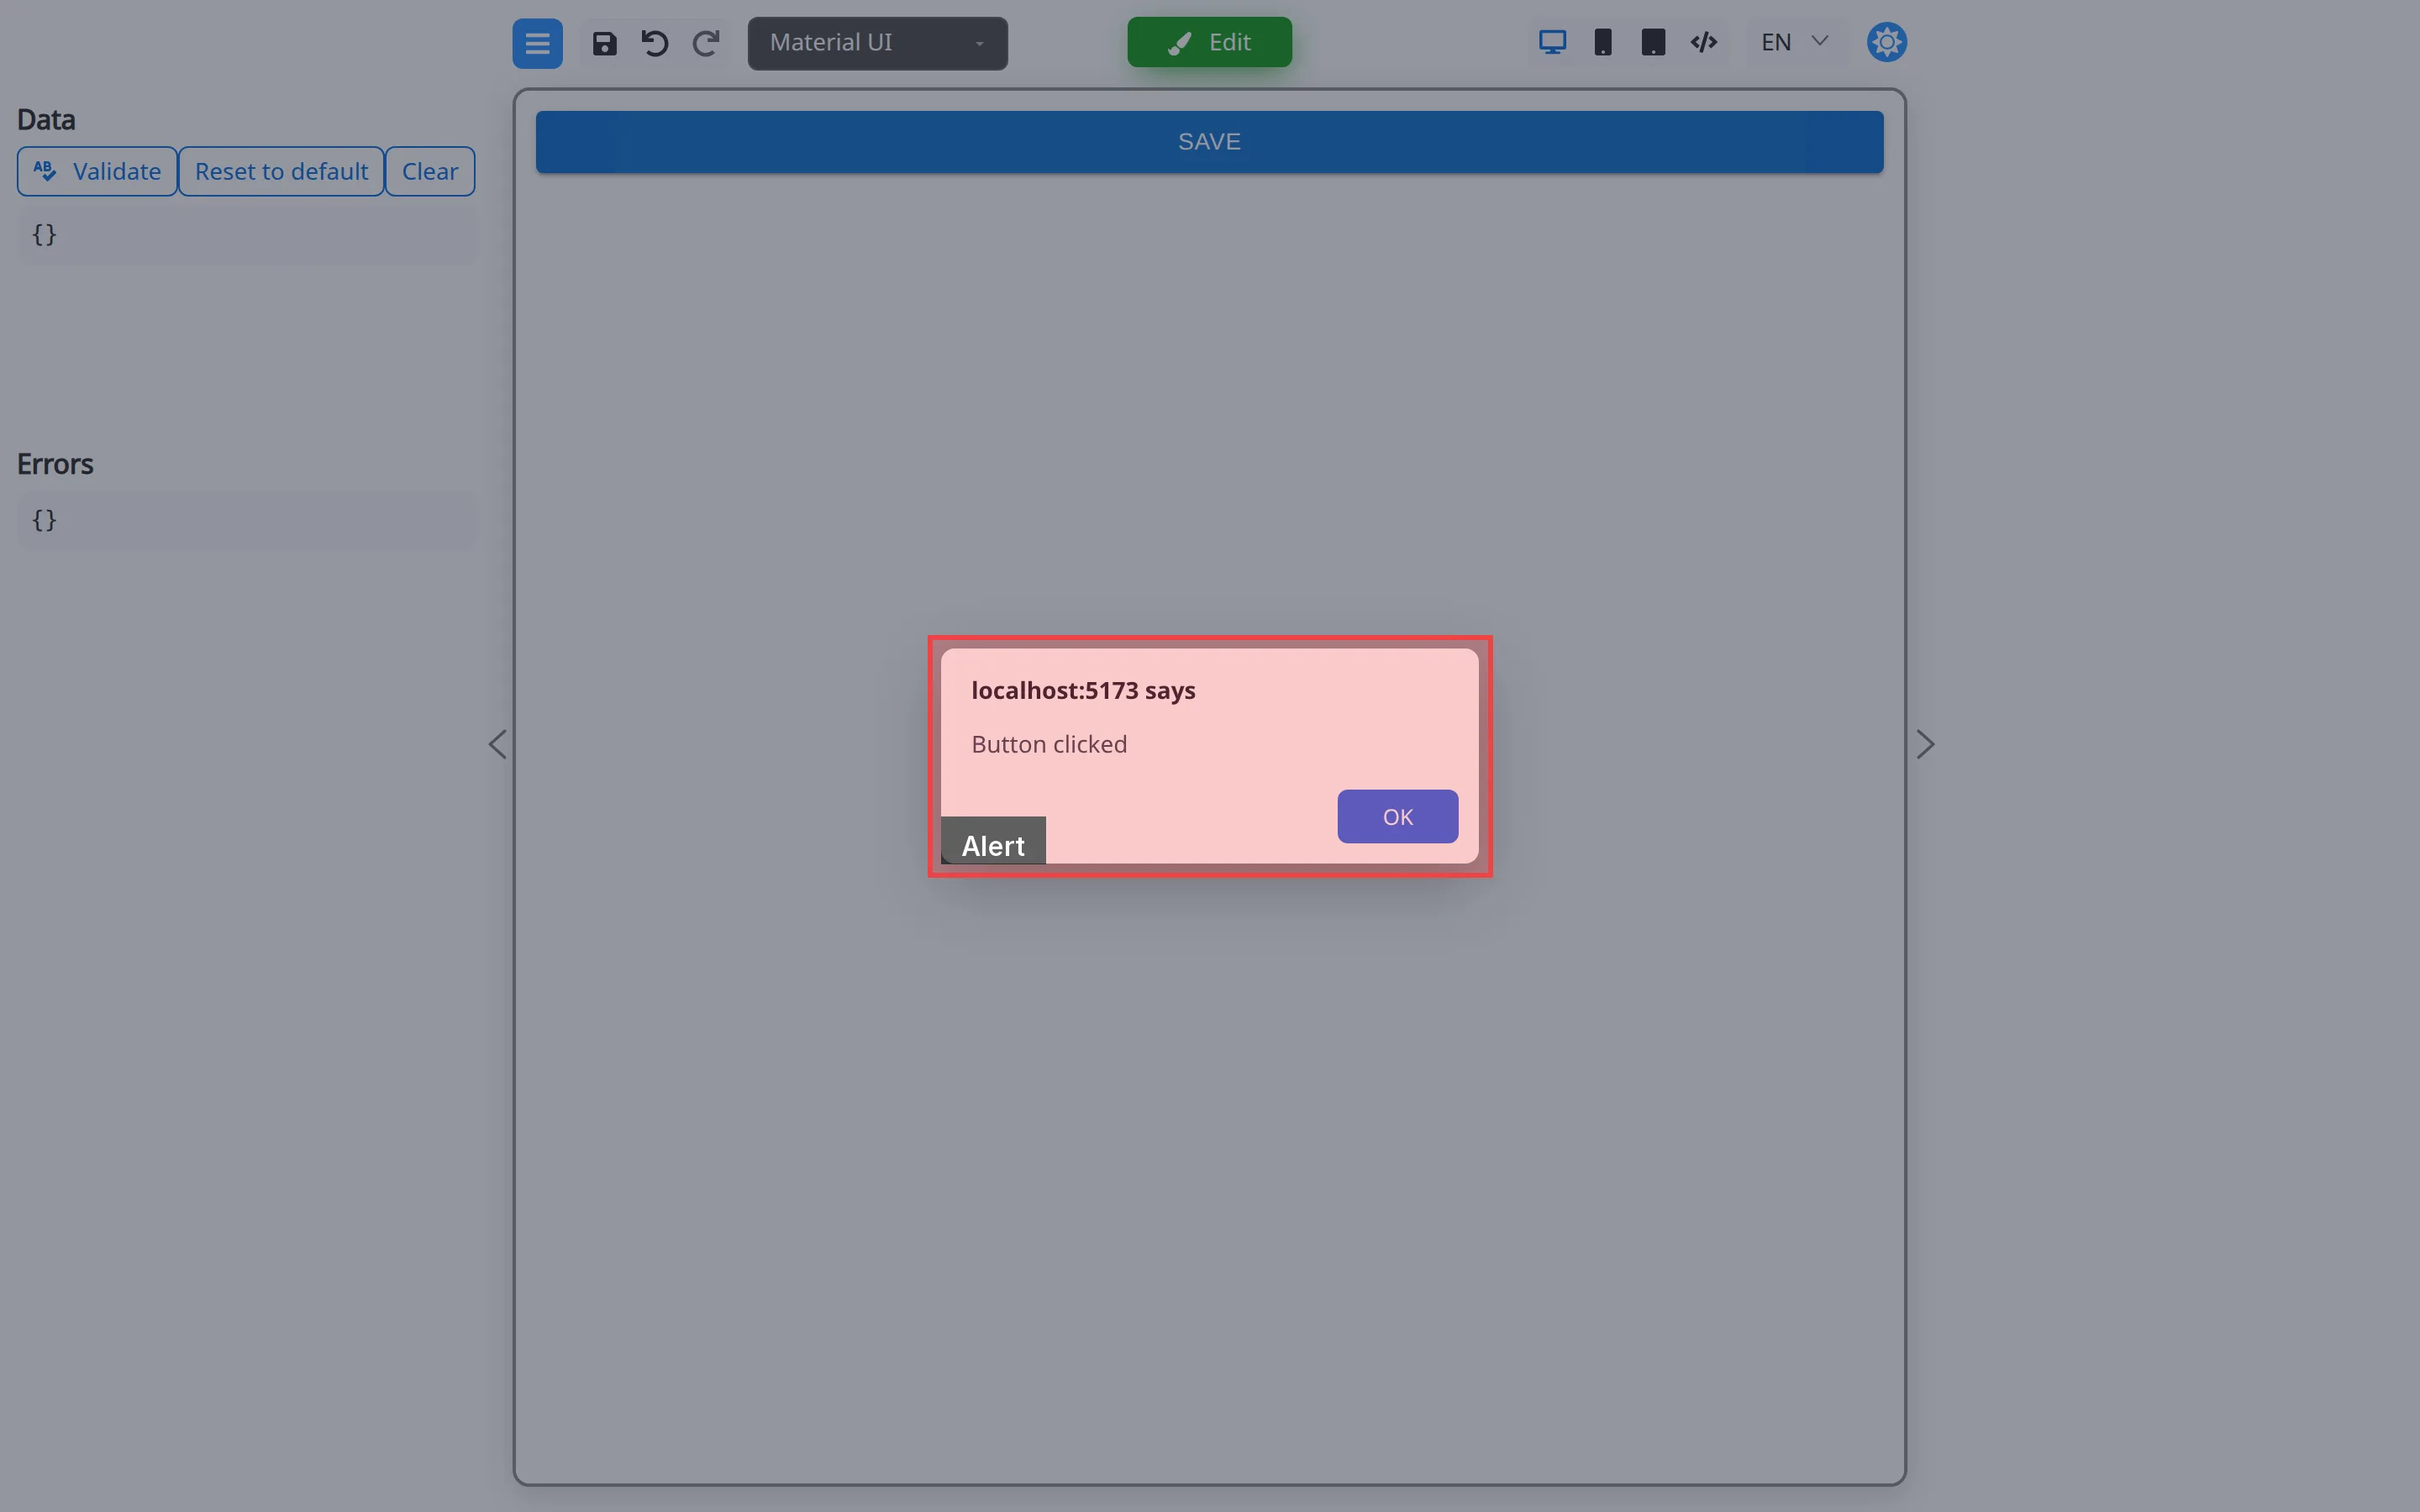 Material UI
Edit
EN
Data
AB Validate
Reset to default
Clear
{}
Errors
{}
SAVE
localhost:5173 says
Button clicked
OK
Alert